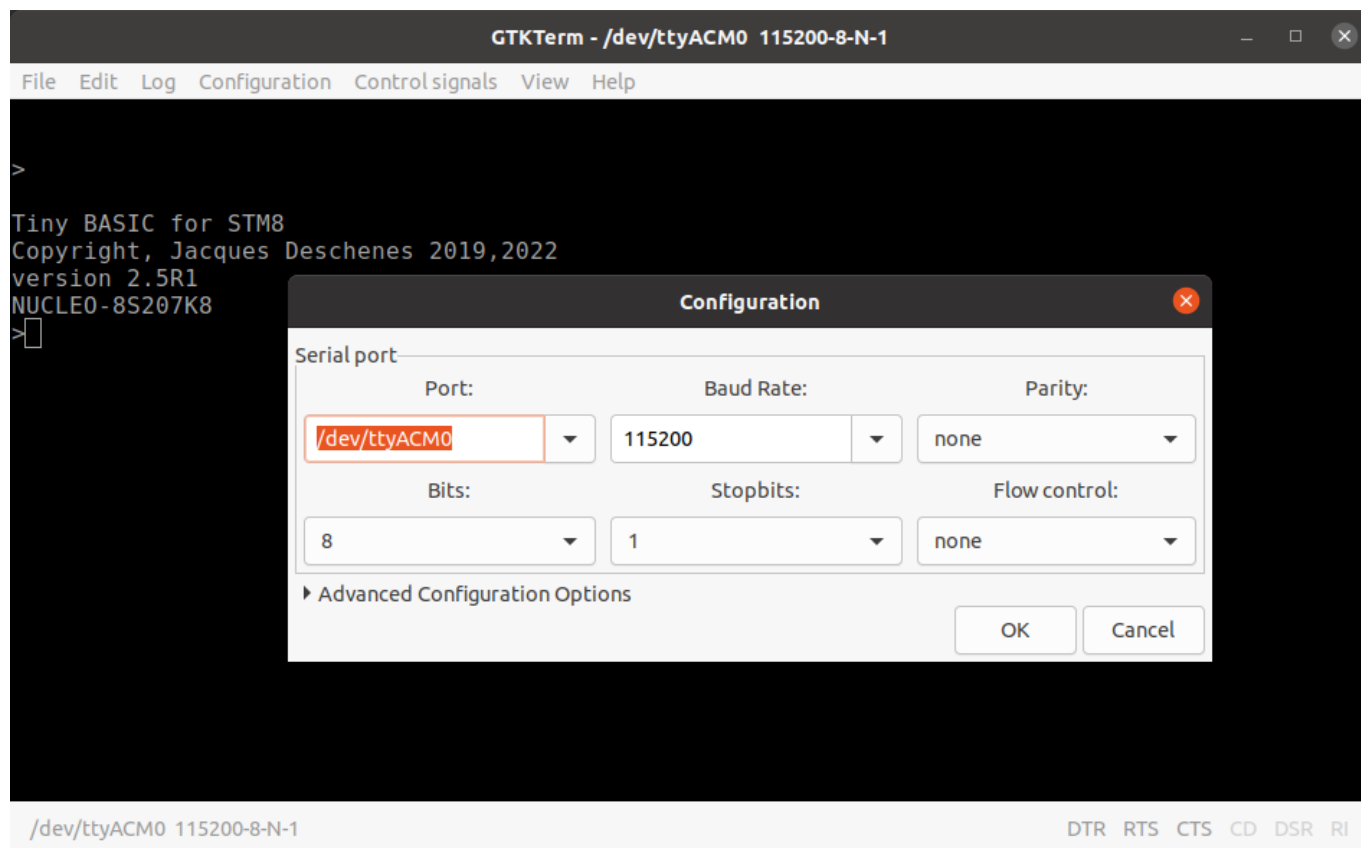 GTKTerm - /dev/ttyACM0 115200-8-N-1
File Edit Log Configuration Control signals View Help
>
Tiny BASIC for STM8
Copyright, Jacques Deschenes 2019,2022
version 2.5R1
NUCLEO-8S207K8
>
Configuration
Serial port
Port: Baud Rate: Parity:
/dev/ttyACM0 115200 none
Bits: Stopbits: Flow control:
8 1 none
Advanced Configuration Options
OK Cancel
/dev/ttyACM0 115200-8-N-1 DTR RTS CTS CD DSR RI